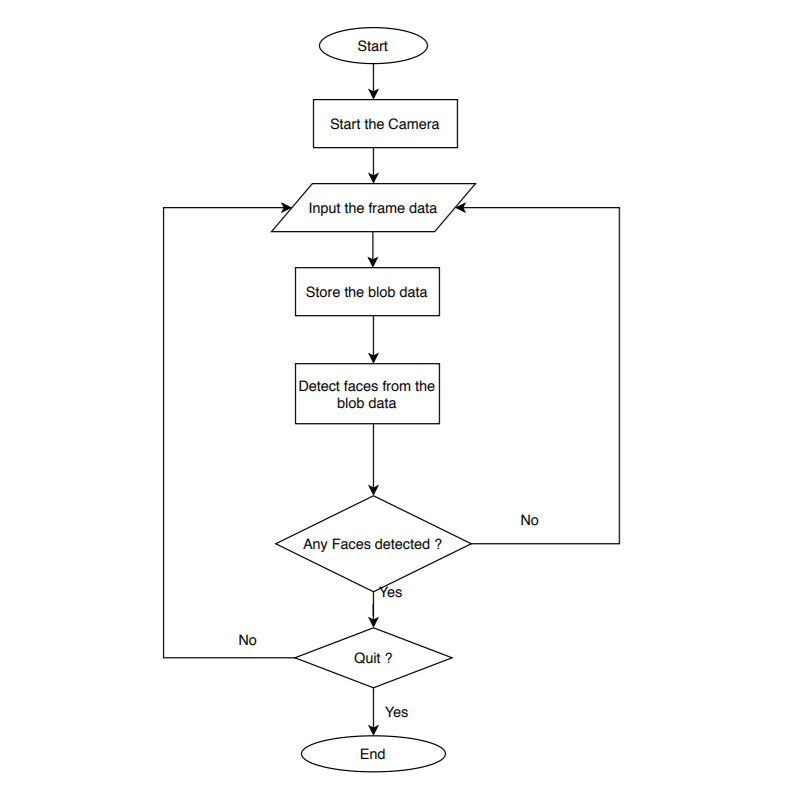 Start
Start the Camera
Input the frame data
Store the blob data
Detect faces from the
blob data
No
Any Faces detected ?
Yes
No
Quit ?
Yes
End